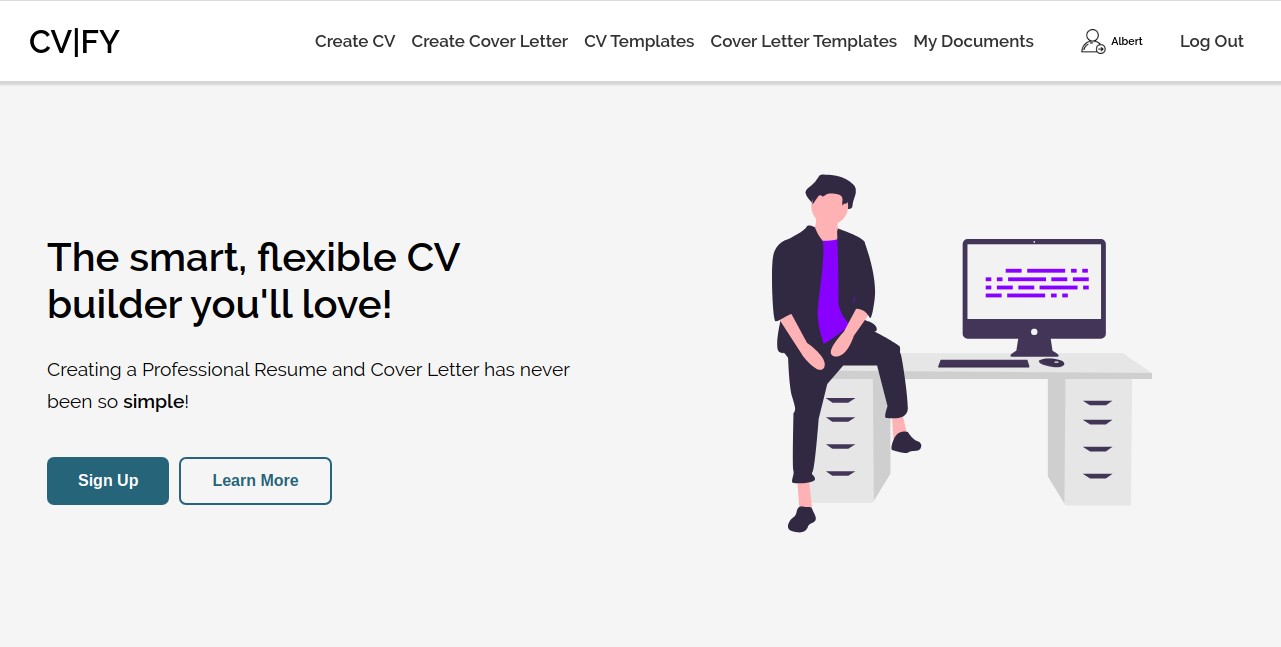 CV|FY
Create CV Create Cover Letter CV Templates Cover Letter Templates My Documents Albert Log Out
The smart, flexible CV
builder you'll love!
Creating a Professional Resume and Cover Letter has never
been so simple!
Sign Up Learn More